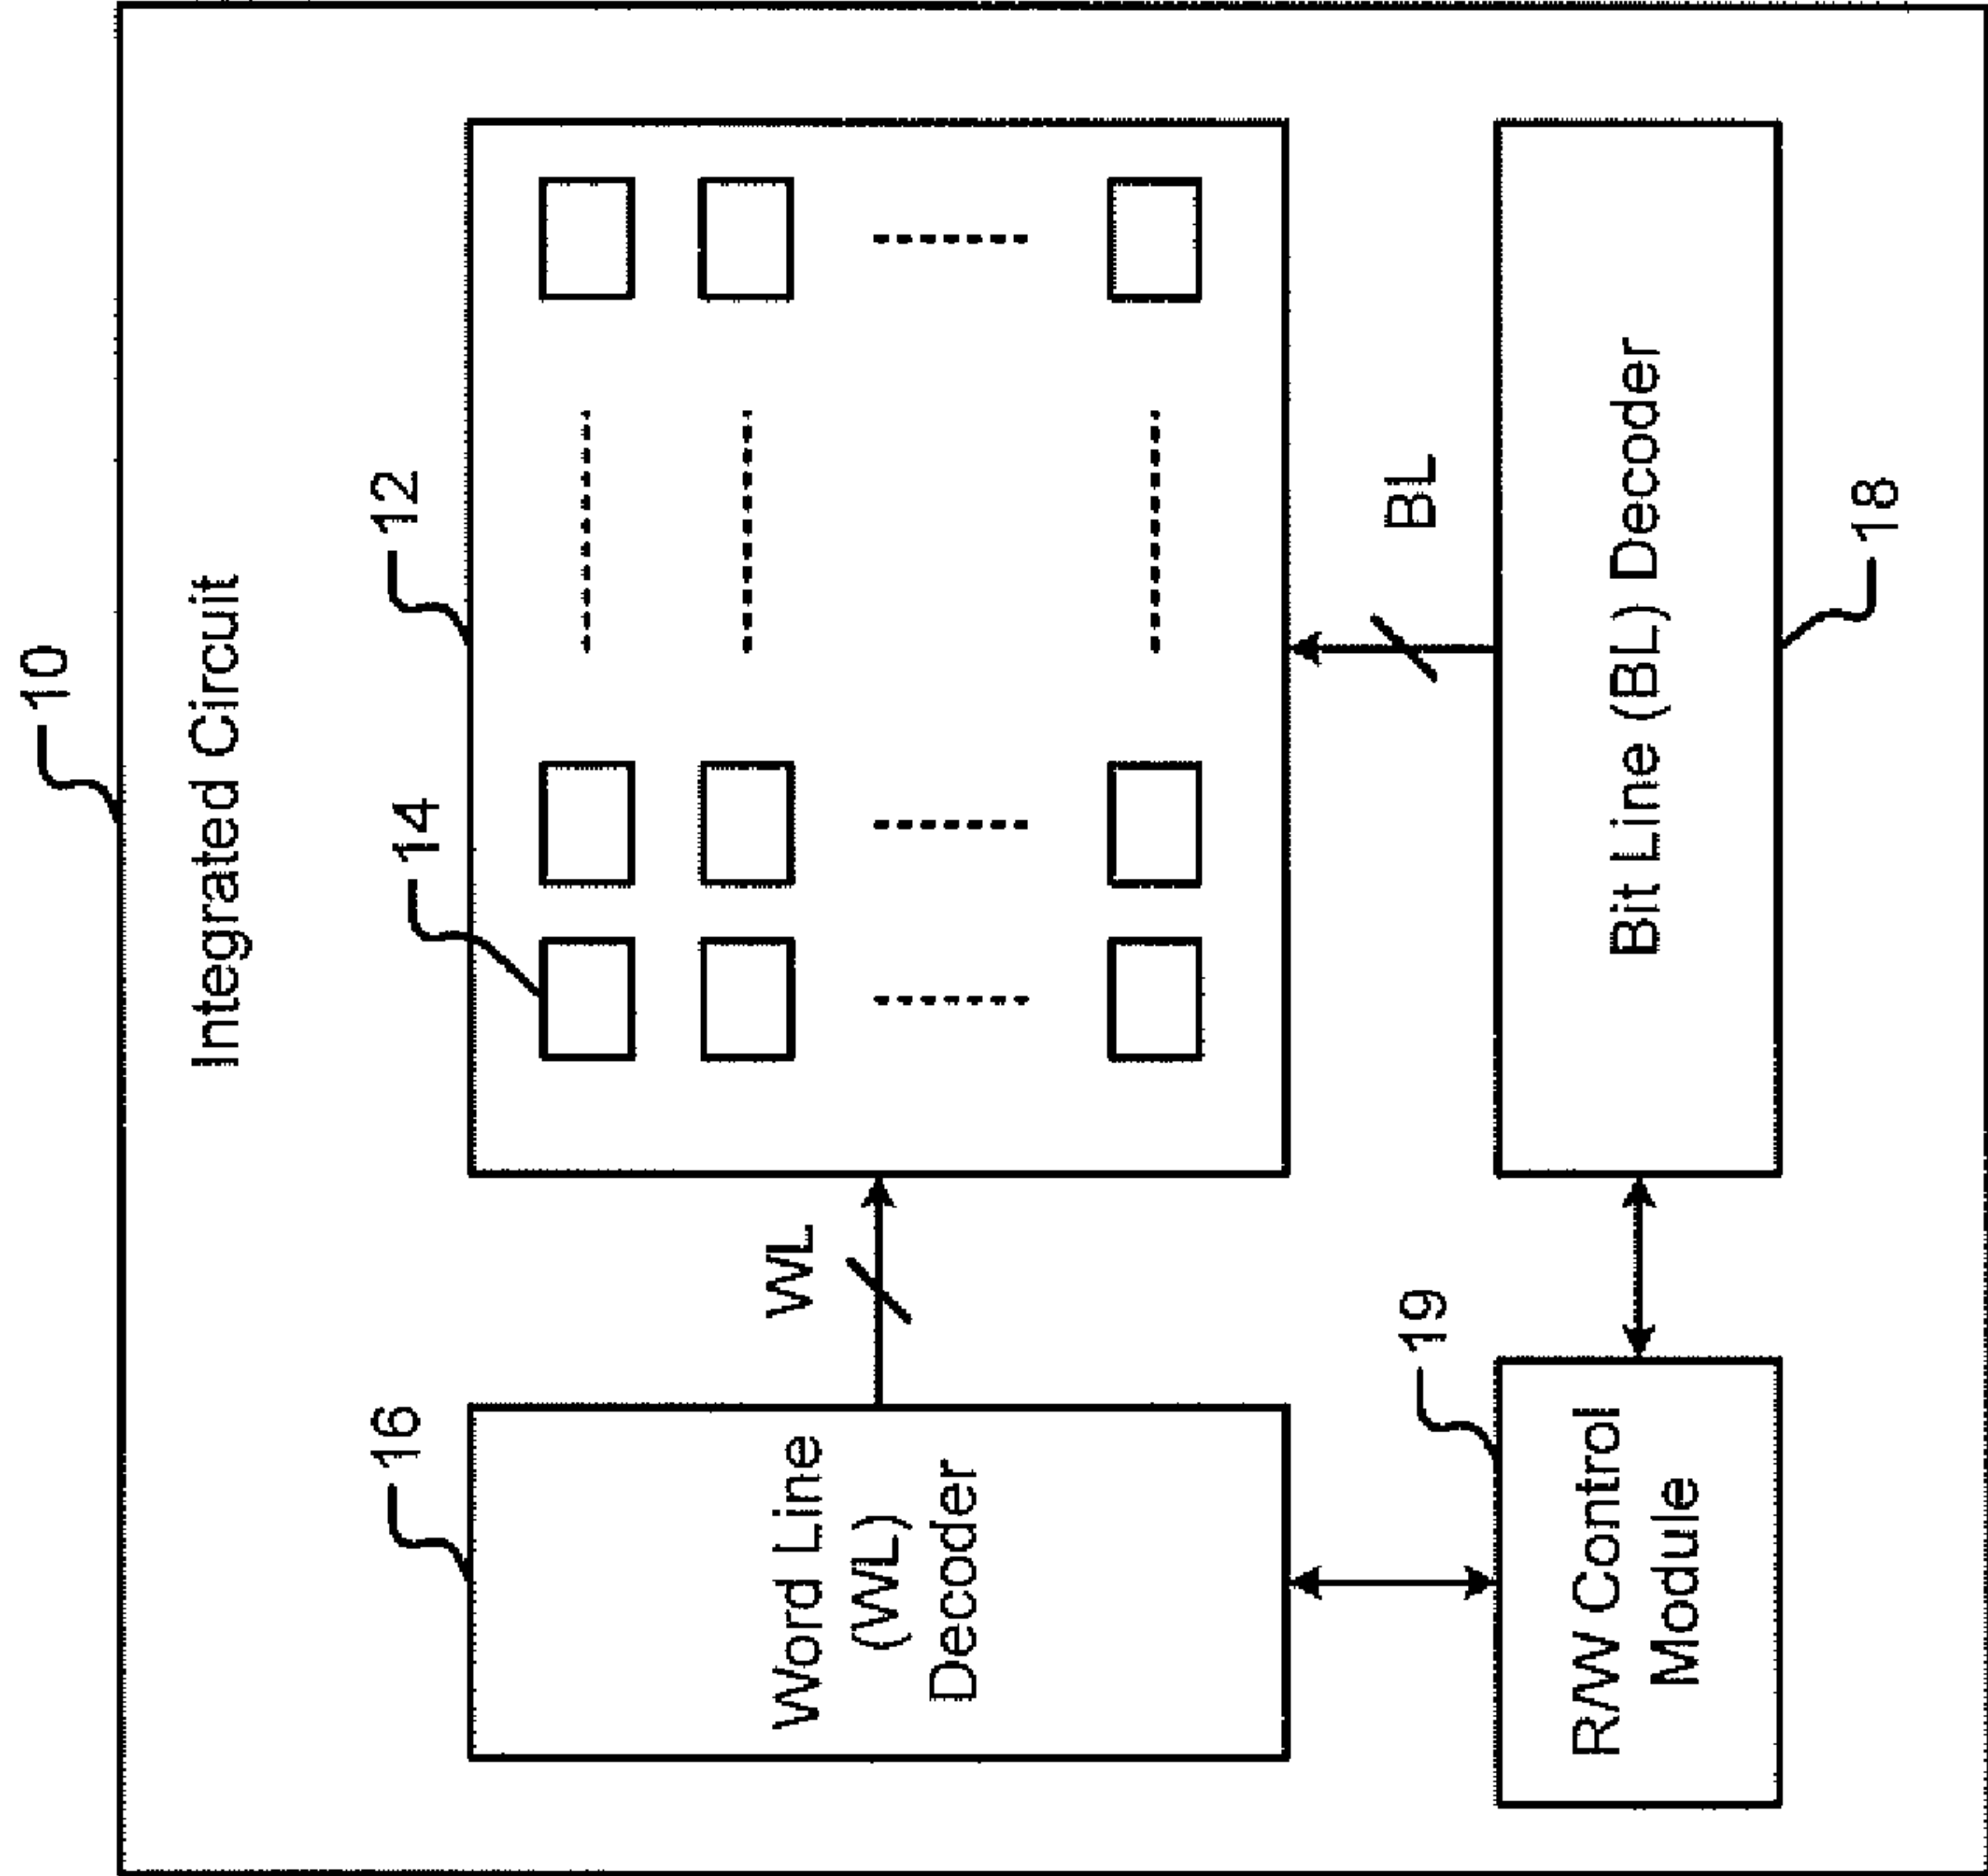 10
Integrated Circuit
16
12
14
Word Line
(WL)
Decoder
WL
19
BL
R/W Control
Module
Bit Line (BL) Decoder
18